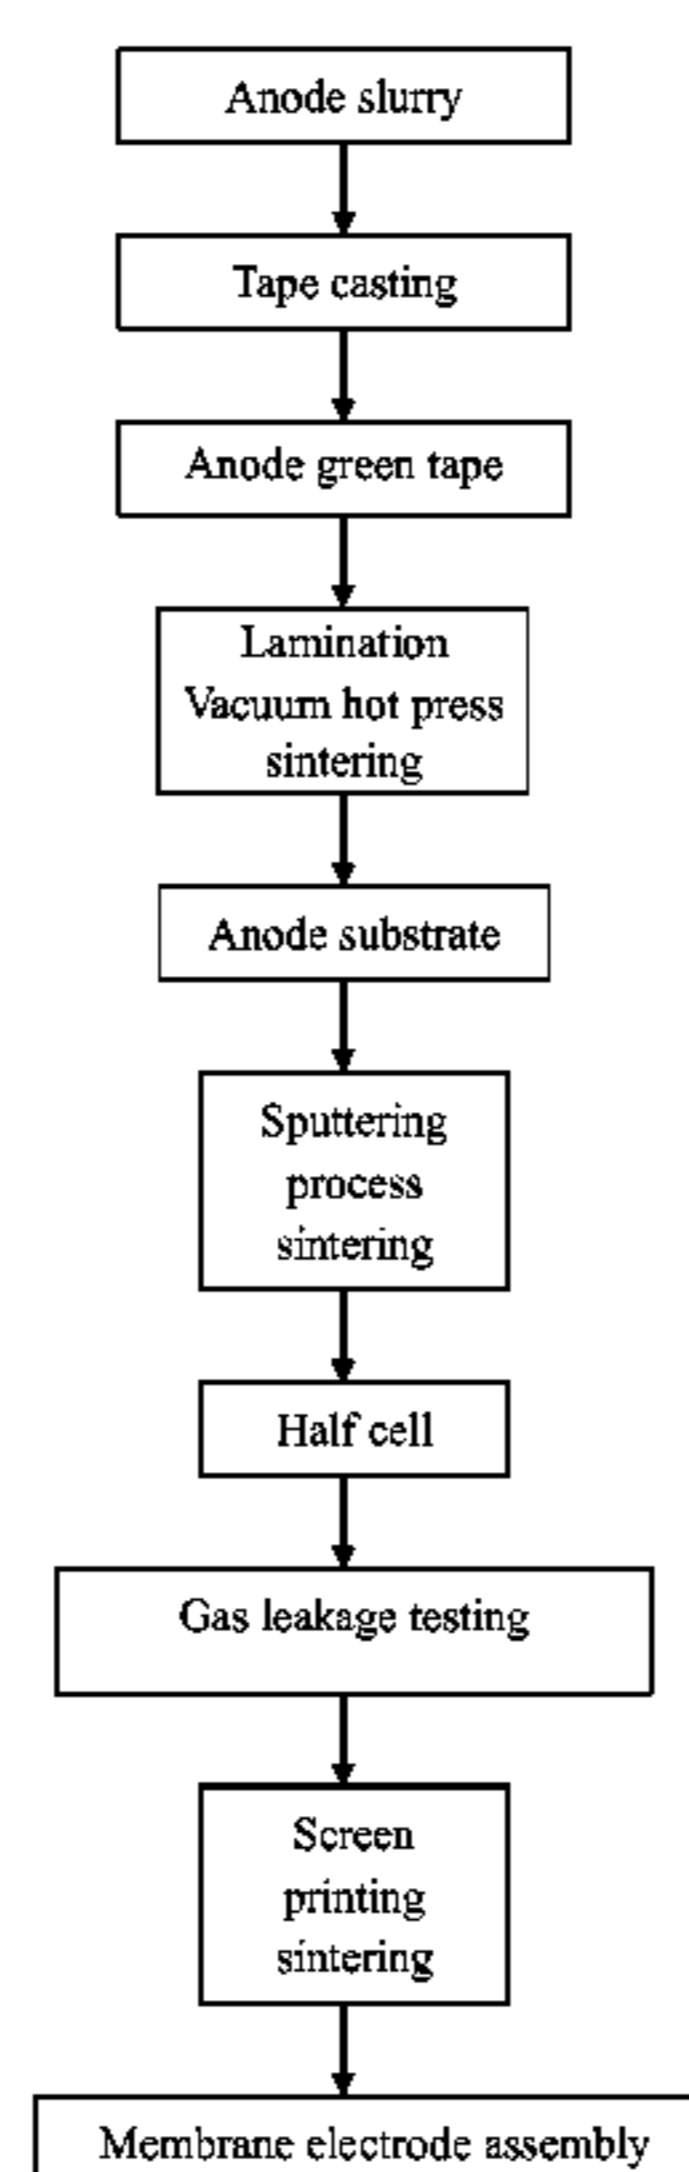 Anode slurry
Tape casting
Anode green tape
Lamination
Vacuum hot press
sintering
Anode substrate
Sputtering
process
sintering
Half cell
Gas leakage testing
Screen
printing
sintering
Membrane electrode assembly